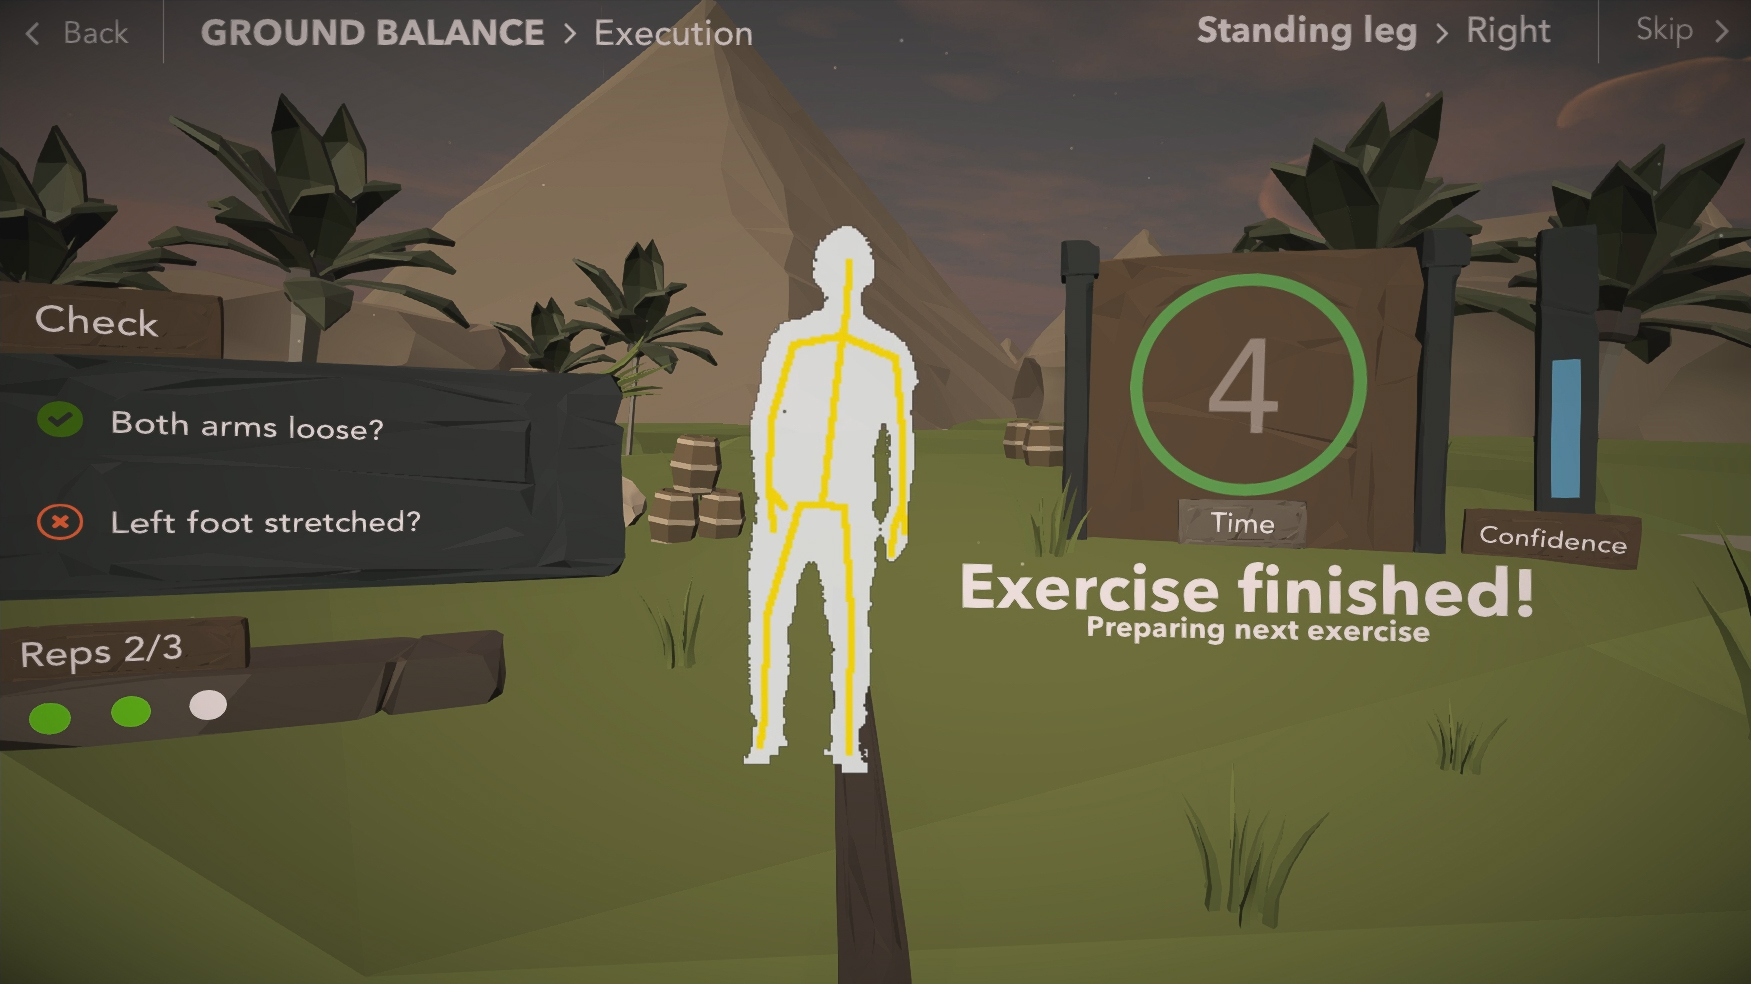 Back
GROUND BALANCE > Execution
Standing leg > Right
Skip
Check
Both arms loose?
Left foot stretched?
Reps 2/3
4
Time
Confidence
Exercise finished!
Preparing next exercise